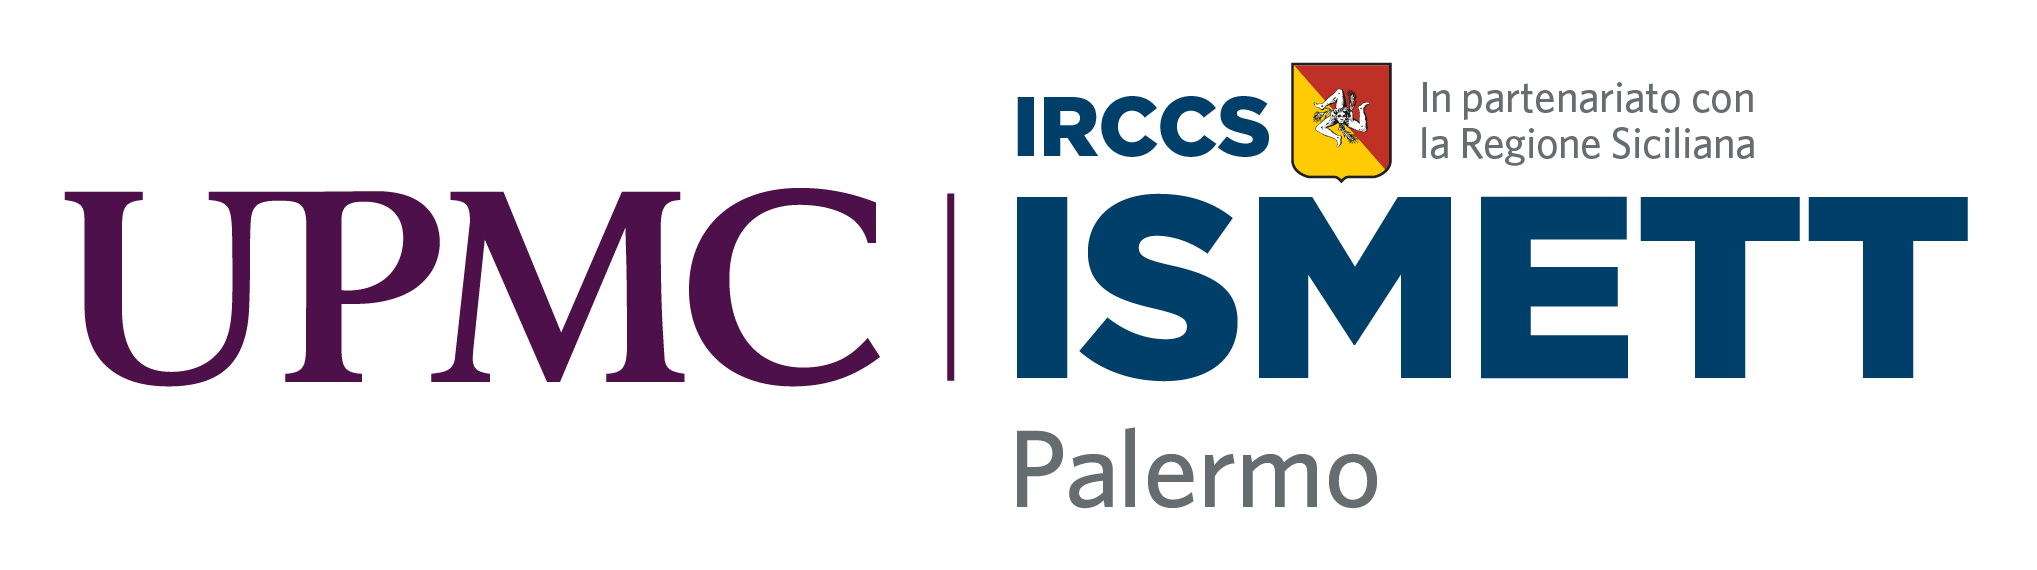 UPMC
IRCCS
In partenariato con
la Regione Siciliana
ISMETT
Palermo